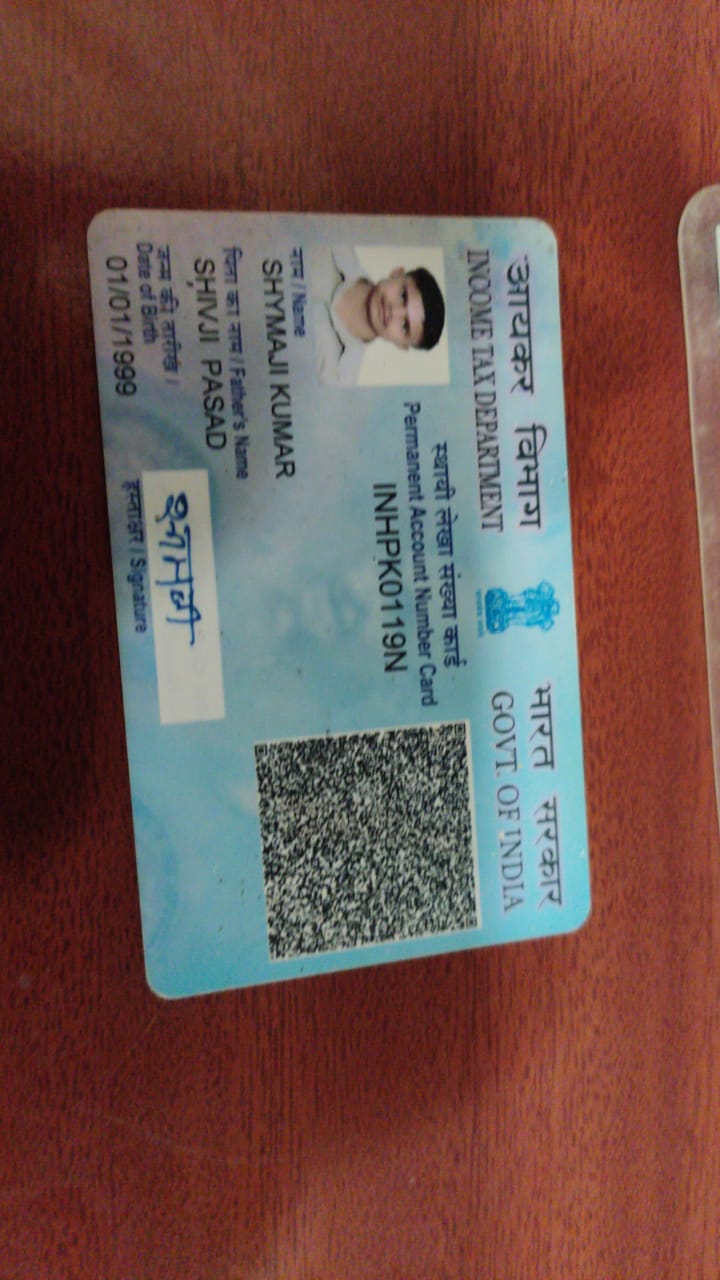 आयकर विभाग
INCOME TAX DEPARTMENT
भारत सरकार
GOVT. OF INDIA
स्थायी लेखा संख्या कार्ड
Permanent Account Number Card
INHPK0119N
नाम / Name
SHYMAJI KUMAR
पिता का नाम / Father's Name
SHIVJI PASAD
जन्म की तारीख /
Date of Birth
01/01/1999
हस्ताक्षर / Signature